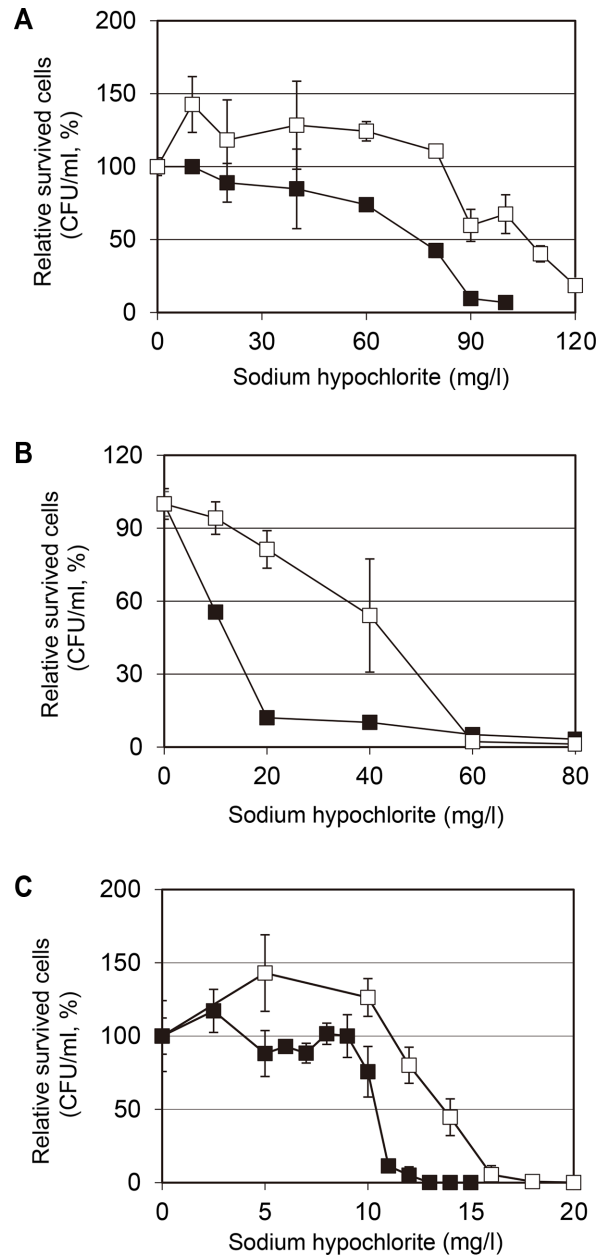 A
Relative survived cells
(CFU/ml, %)
200
150
100
50
0
0 30 60 90 120
Sodium hypochlorite (mg/l)
B
Relative survived cells
(CFU/ml, %)
120
90
60
30
0
0 20 40 60 80
Sodium hypochlorite (mg/l)
C
Relative survived cells
(CFU/ml, %)
200
150
100
50
0
0 5 10 15 20
Sodium hypochlorite (mg/l)